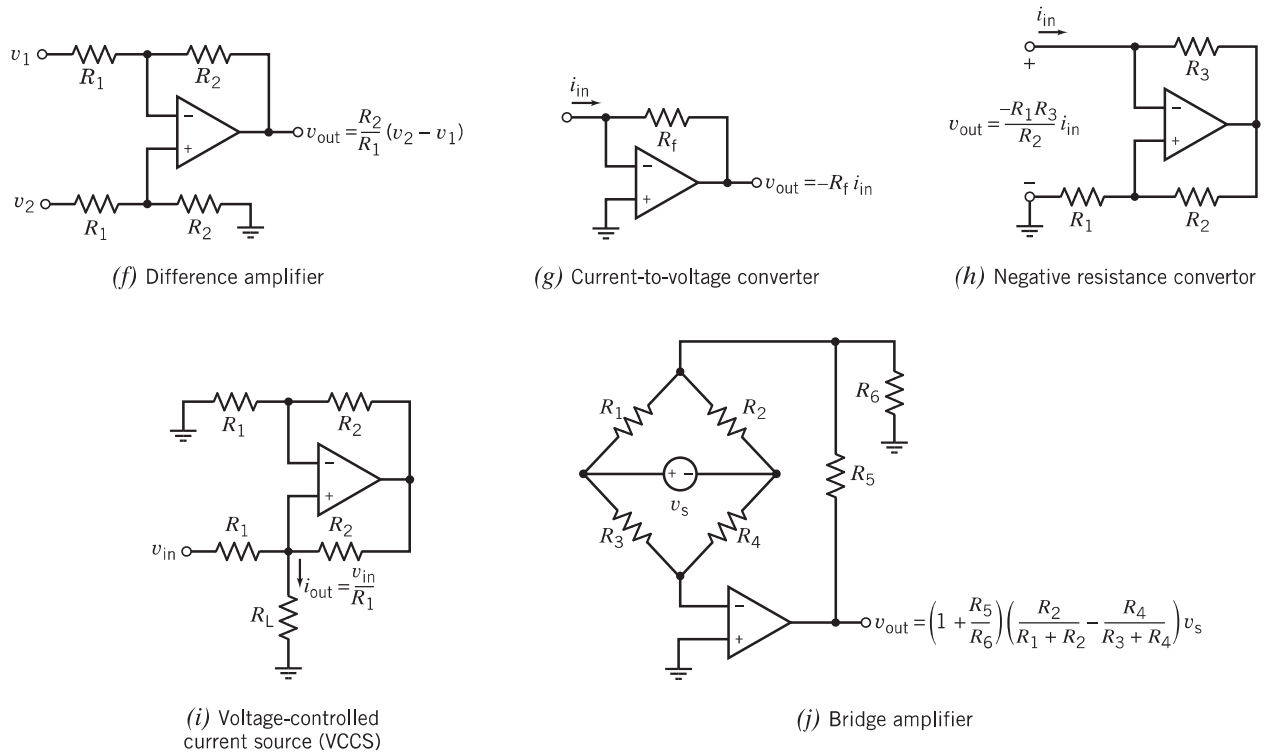 v1
R1
R2
−
+
vout = R2/R1 (v2 − v1)
v2
R1
R2
(f) Difference amplifier
iin
Rf
−
+
vout = −Rf iin
(g) Current-to-voltage converter
iin
+
R3
−
+
vout = −R1R3/R2 iin
−
R1
R2
(h) Negative resistance convertor
R1
R2
−
+
vin
R1
R2
iout = vin/R1
RL
(i) Voltage-controlled
current source (VCCS)
R1
R2
R6
+ −
vs
R5
R3
R4
−
+
vout = (1 + R5/R6) (R2/(R1 + R2) − R4/(R3 + R4)) vs
(j) Bridge amplifier